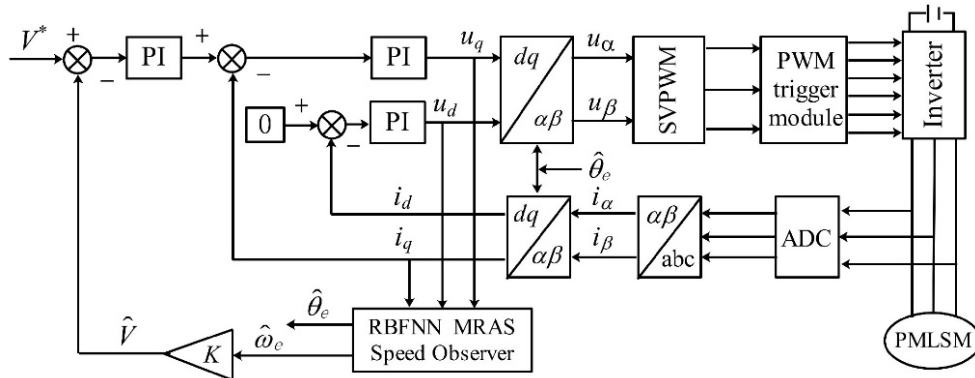 V* + − PI + − PI u_q dq αβ u_α u_β SVPWM PWM trigger module Inverter
0 + − PI u_d
θ̂_e
i_d i_q dq αβ i_α i_β αβ abc ADC
RBFNN MRAS
Speed Observer
θ̂_e
ω̂_e
K
V̂
PMLSM